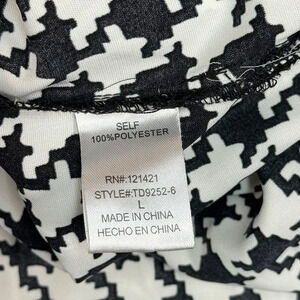 SELF
100%POLYESTER
RN#:121421
STYLE#:TD9252-6
L
MADE IN CHINA
HECHO EN CHINA